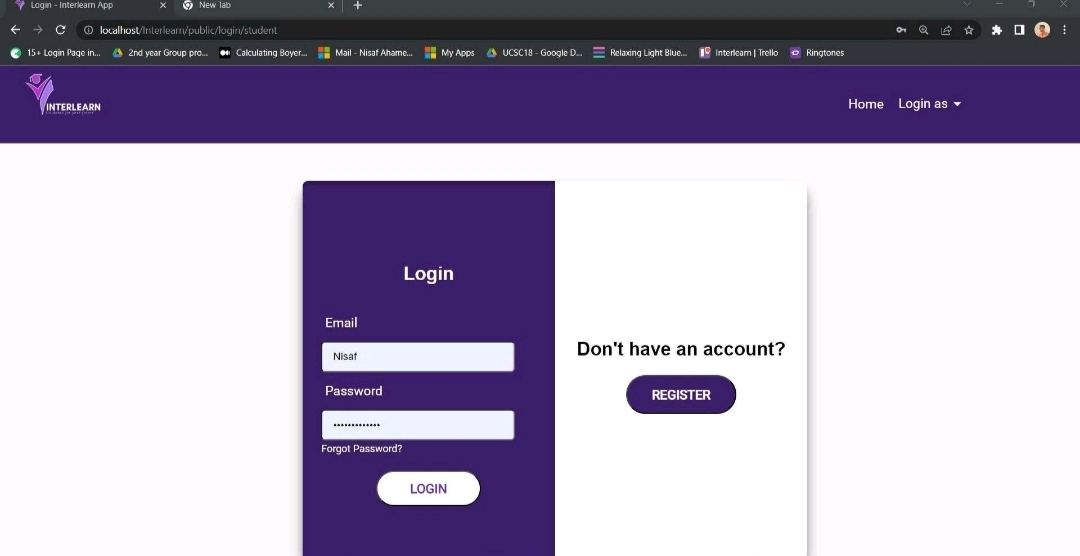 Login - Interlearn App
New Tab
localhost/Interlearn/public/login/student
15+ Login Page in...
2nd year Group pro...
Calculating Boyer...
Mail - Nisaf Ahame...
My Apps
UCSC18 - Google D...
Relaxing Light Blue...
Interlearn | Trello
Ringtones
INTERLEARN
Home
Login as
Login
Email
Nisaf
Password
•••••••••••••
Forgot Password?
LOGIN
Don't have an account?
REGISTER